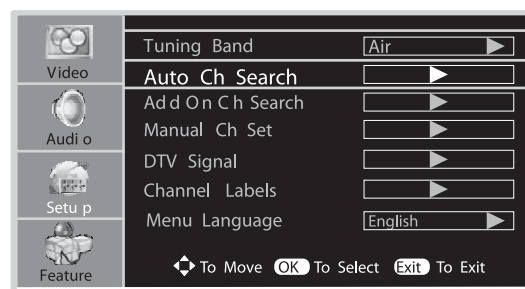 Video
Audi o
Setu p
Feature
Tuning Band Air
Auto Ch Search
Ad d O n C h Search
Manual Ch Set
DTV Signal
Channel Labels
Menu Language English
To Move OK To Select Exit To Exit